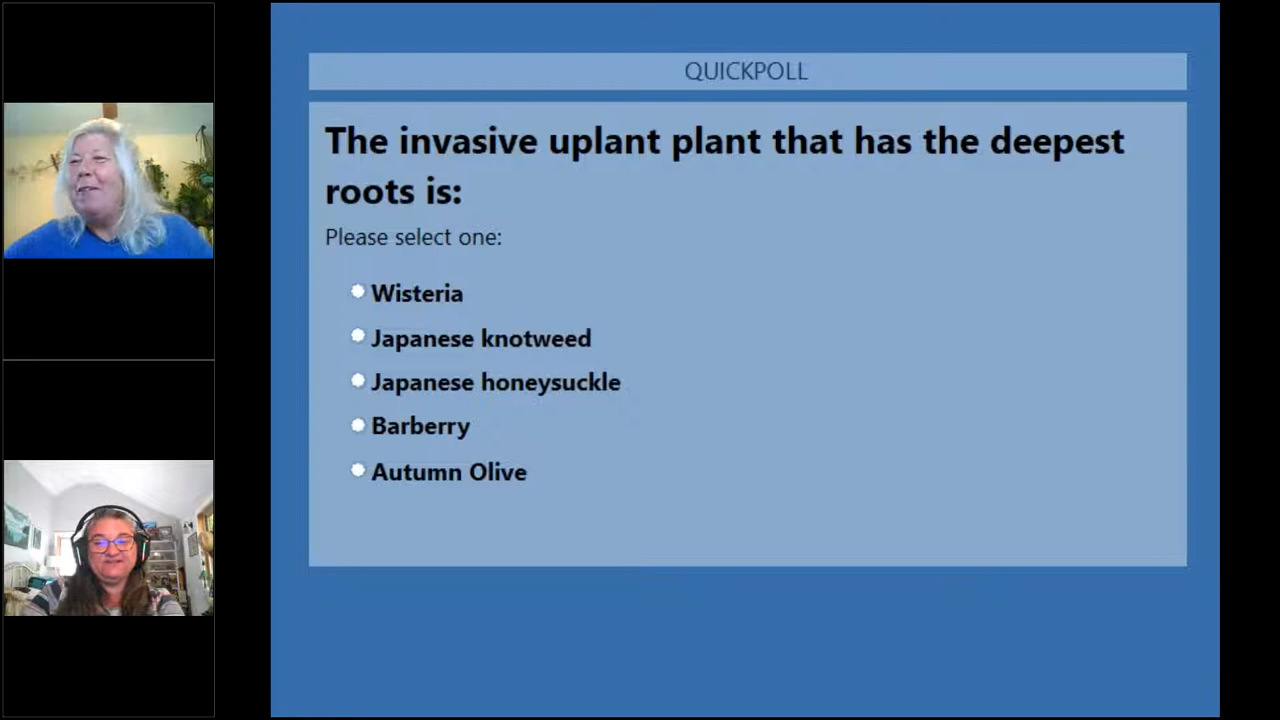 QUICKPOLL
The invasive uplant plant that has the deepest
roots is:
Please select one:
Wisteria
Japanese knotweed
Japanese honeysuckle
Barberry
Autumn Olive